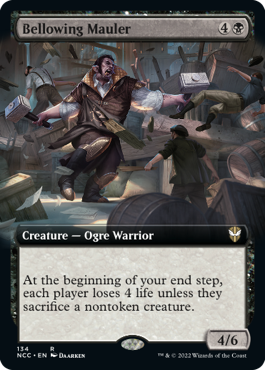 Bellowing Mauler 4
Creature — Ogre Warrior
At the beginning of your end step,
each player loses 4 life unless they
sacrifice a nontoken creature.
4/6
134 R
NCC • EN Daarken
™ & © 2022 Wizards of the Coast